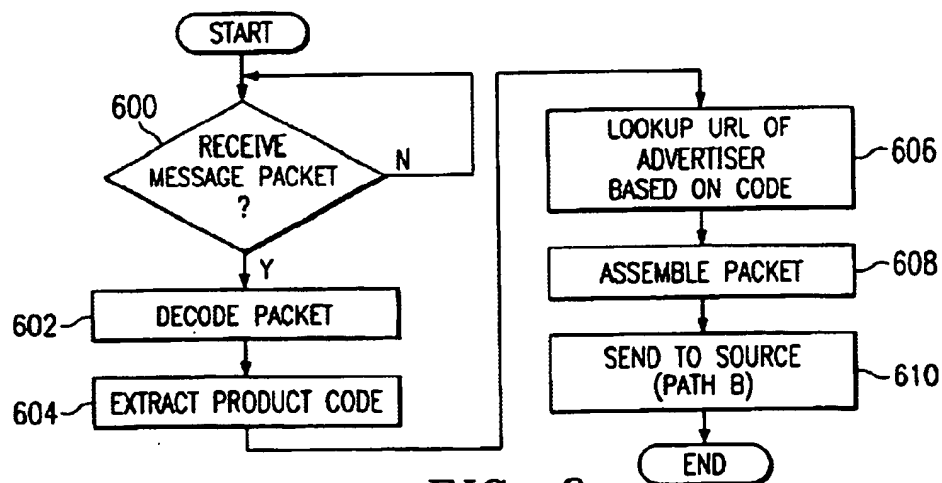 START
600
RECEIVE
MESSAGE PACKET
?
N
Y
602
DECODE PACKET
604
EXTRACT PRODUCT CODE
LOOKUP URL OF
ADVERTISER
BASED ON CODE
606
ASSEMBLE PACKET
608
SEND TO SOURCE
(PATH B)
610
END